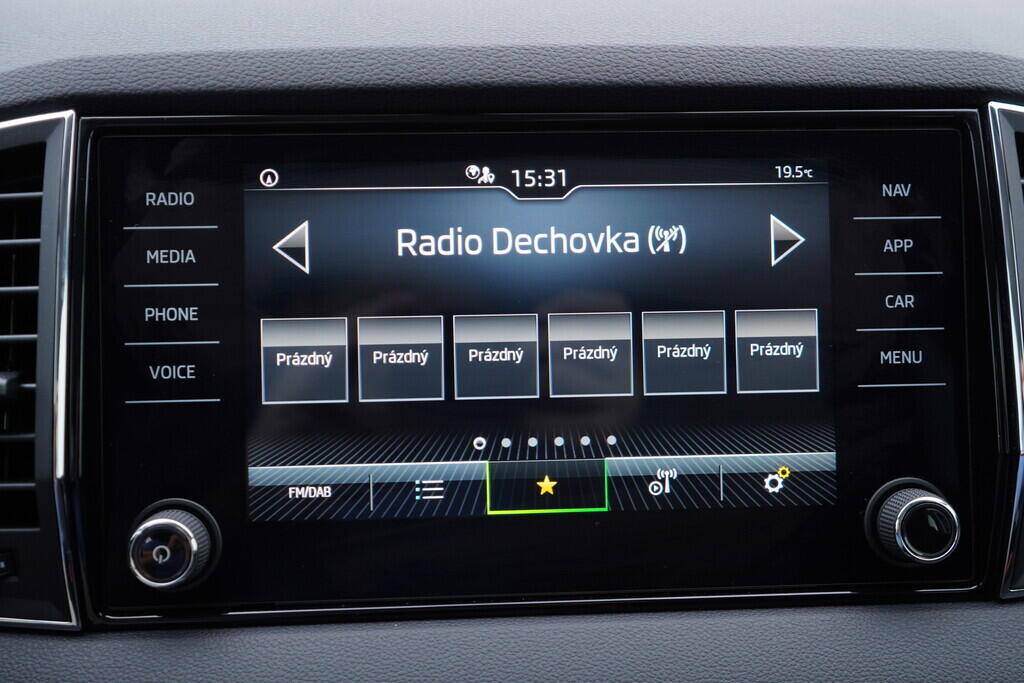 RADIO
MEDIA
PHONE
VOICE
15:31
19.5°C
Radio Dechovka
Prázdný
Prázdný
Prázdný
Prázdný
Prázdný
Prázdný
FM/DAB
NAV
APP
CAR
MENU